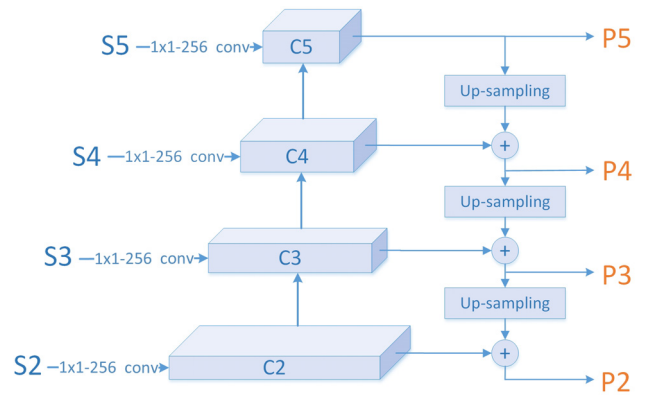 S5 1x1-256 conv C5 P5
Up-sampling
S4 1x1-256 conv C4 +
P4
Up-sampling
S3 1x1-256 conv C3 +
P3
Up-sampling
S2 1x1-256 conv C2 +
P2